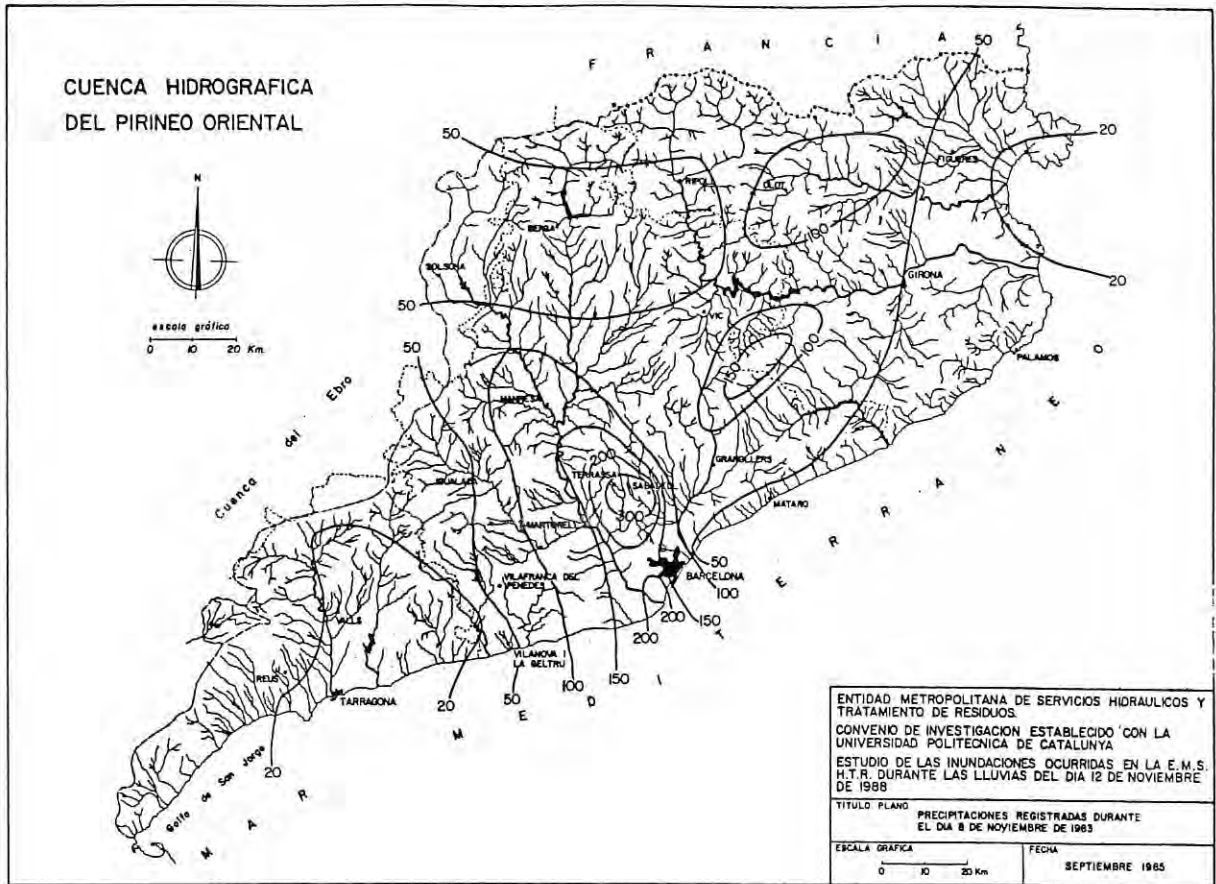 CUENCA HIDROGRAFICA
DEL PIRINEO ORIENTAL
N
escala gráfica
0 10 20 Km.
F R A N C I A
50
50
20
FIGUERES
RIPOLL
OLOT
BERGA
100
SOLSONA
GIRONA
20
50
VIC
50
100
150
PALAMOS
Cuenca del Ebro
MANRESA
200
GRANOLLERS
TERRASSA
SABADELL
IGUALADA
MATARO
300
MARTORELL
50
BARCELONA
100
VILAFRANCA DEL
PENEDES
200
150
VALLS
200
VILANOVA I
LA GELTRU
150
REUS
100
50
20
TARRAGONA
20
Golfo de San Jorge
M A R
M E D I T E R R A N E O
ENTIDAD METROPOLITANA DE SERVICIOS HIDRAULICOS Y
TRATAMIENTO DE RESIDUOS.
CONVENIO DE INVESTIGACION ESTABLECIDO CON LA
UNIVERSIDAD POLITECNICA DE CATALUNYA
ESTUDIO DE LAS INUNDACIONES OCURRIDAS EN LA E.M.S.
H.T.R. DURANTE LAS LLUVIAS DEL DIA 12 DE NOVIEMBRE
DE 1988
TITULO PLANO
PRECIPITACIONES REGISTRADAS DURANTE
EL DIA 8 DE NOVIEMBRE DE 1983
ESCALA GRAFICA
0 10 20 Km
FECHA
SEPTIEMBRE 1985